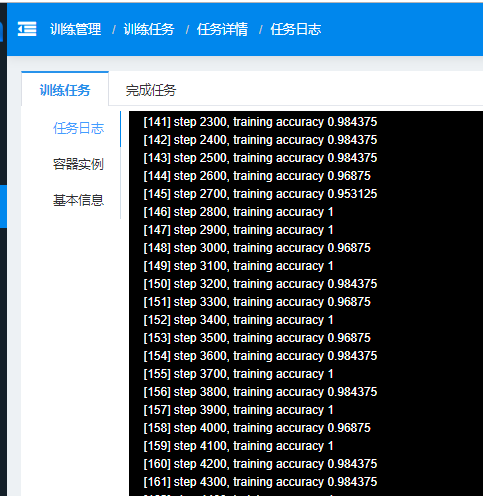 训练管理 / 训练任务 / 任务详情 / 任务日志
训练任务 完成任务
任务日志
容器实例
基本信息
[141] step 2300, training accuracy 0.984375
[142] step 2400, training accuracy 0.984375
[143] step 2500, training accuracy 0.984375
[144] step 2600, training accuracy 0.96875
[145] step 2700, training accuracy 0.953125
[146] step 2800, training accuracy 1
[147] step 2900, training accuracy 1
[148] step 3000, training accuracy 0.96875
[149] step 3100, training accuracy 1
[150] step 3200, training accuracy 0.984375
[151] step 3300, training accuracy 0.96875
[152] step 3400, training accuracy 1
[153] step 3500, training accuracy 0.96875
[154] step 3600, training accuracy 0.984375
[155] step 3700, training accuracy 1
[156] step 3800, training accuracy 0.984375
[157] step 3900, training accuracy 1
[158] step 4000, training accuracy 0.96875
[159] step 4100, training accuracy 1
[160] step 4200, training accuracy 0.984375
[161] step 4300, training accuracy 0.984375